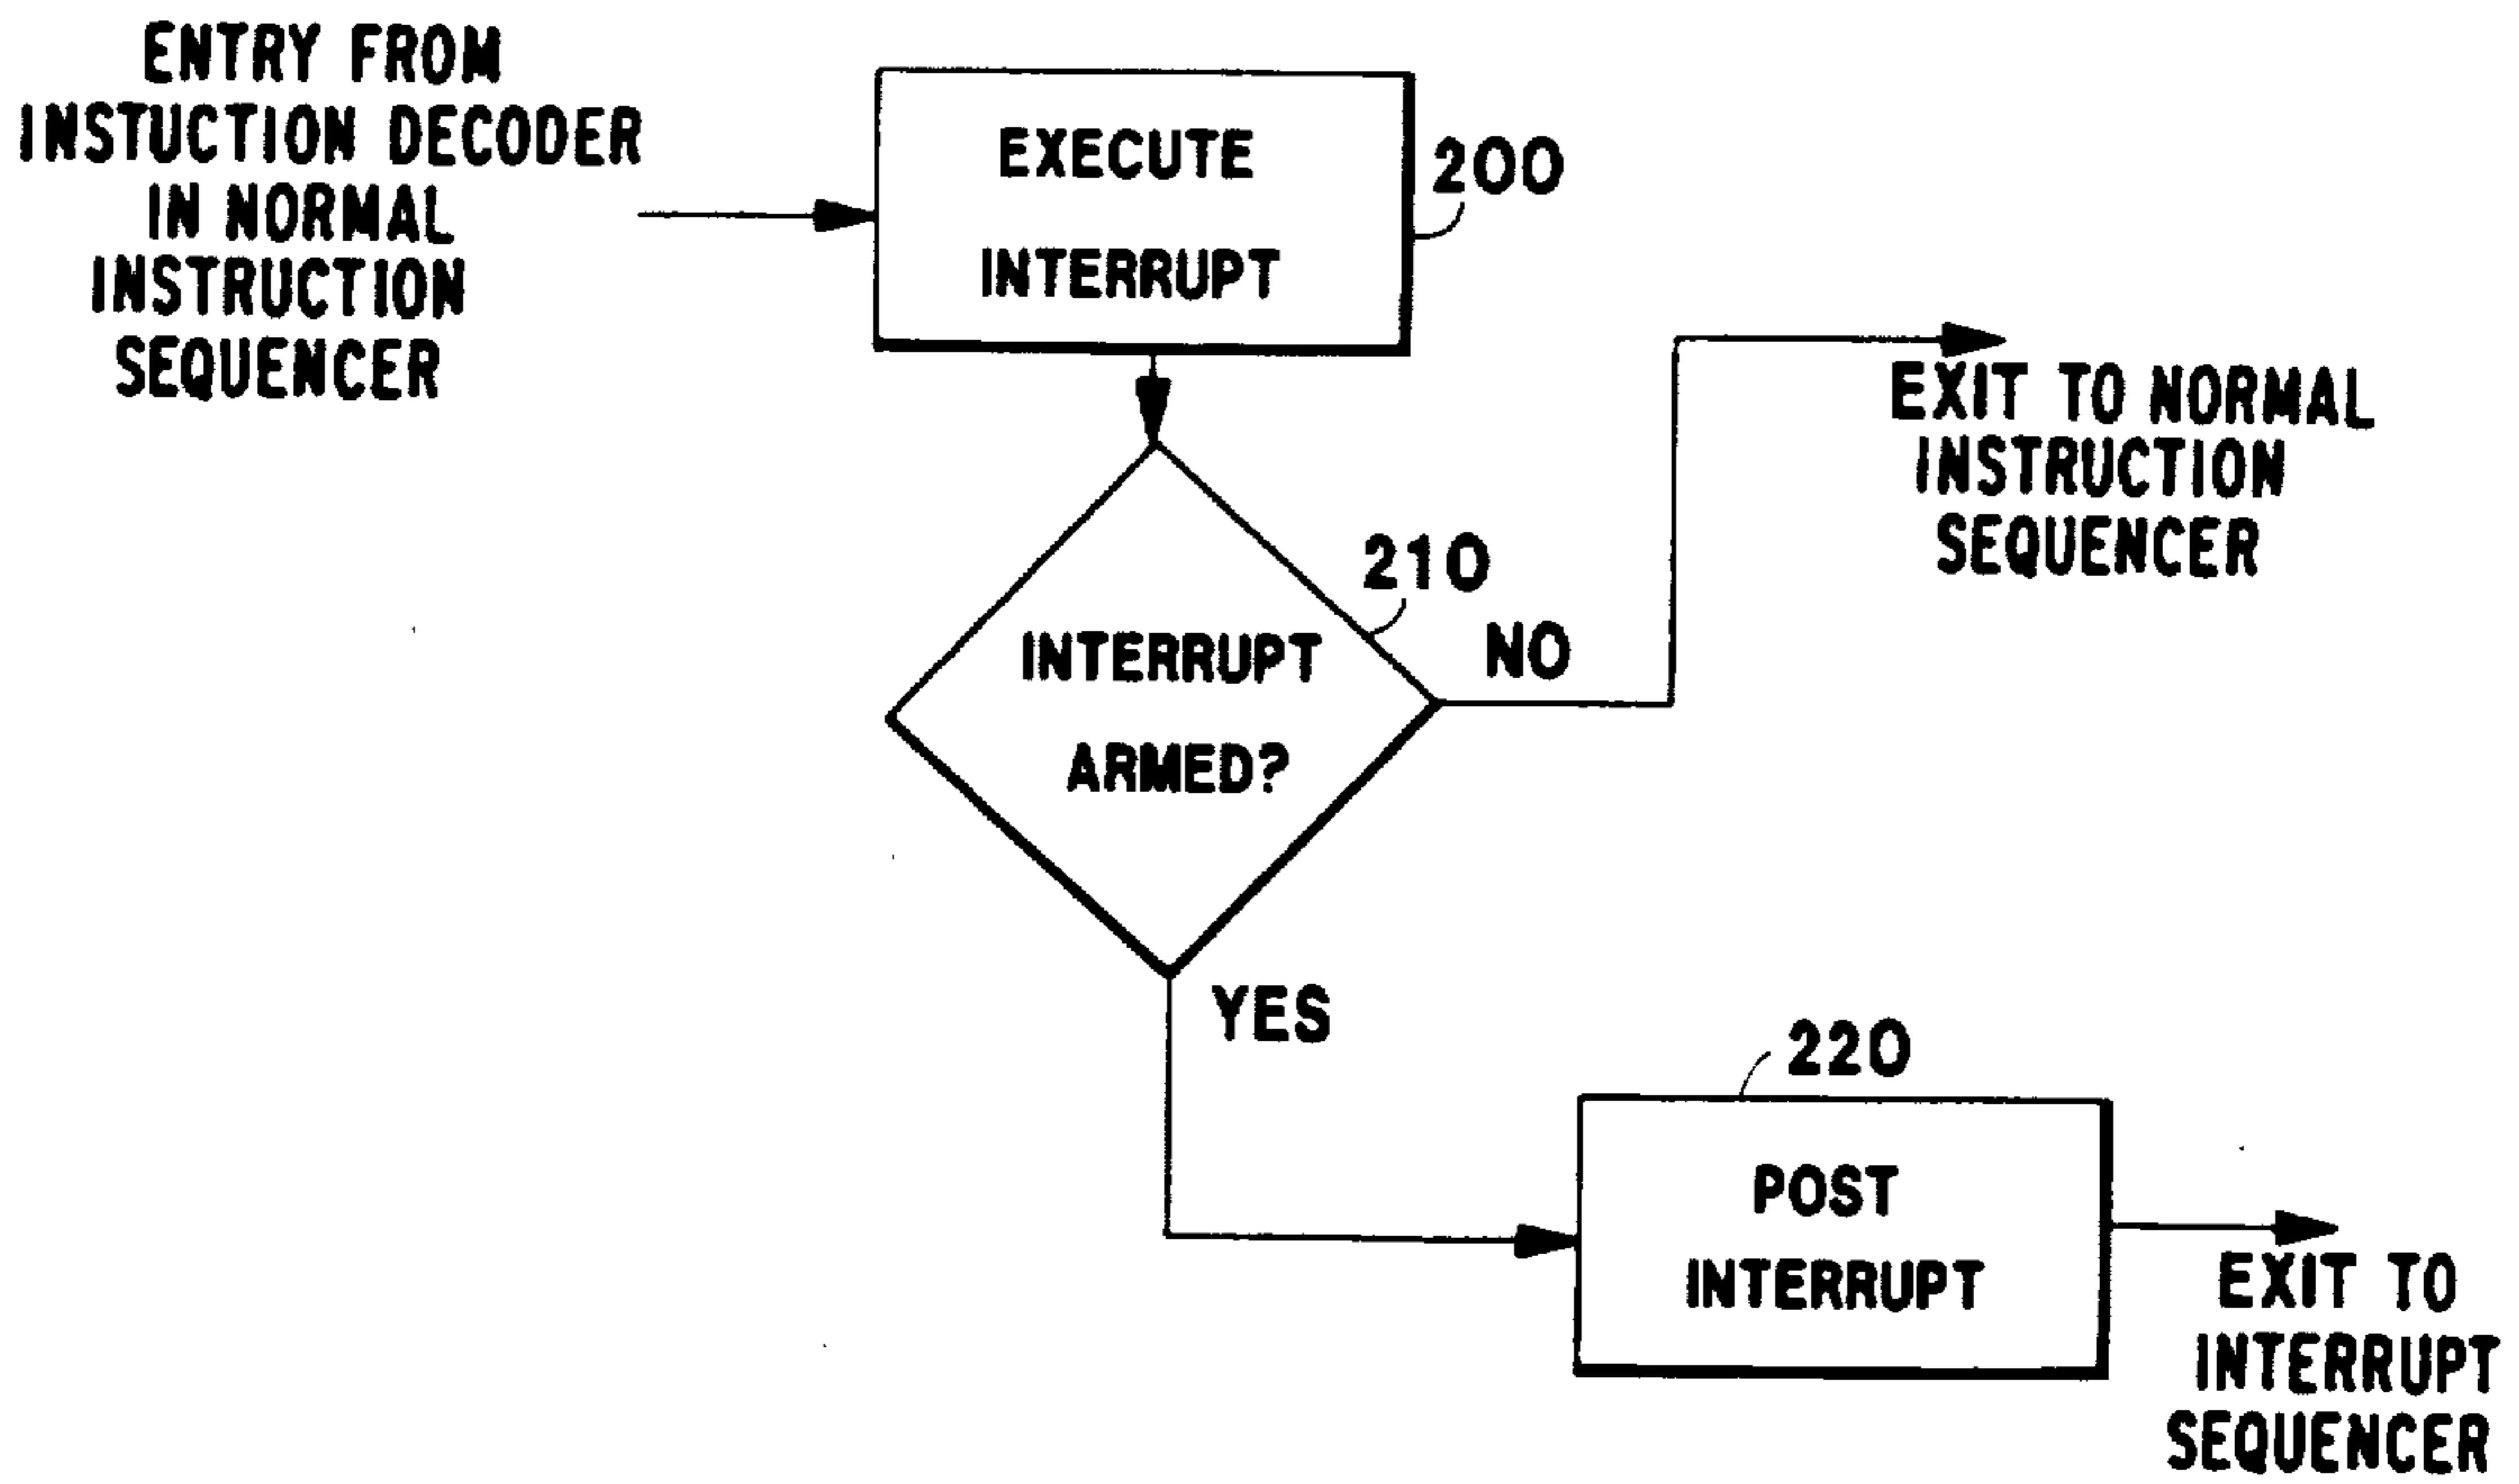 ENTRY FROM
INSTUCTION DECODER
IN NORMAL
INSTRUCTION
SEQUENCER
EXECUTE
INTERRUPT
200
EXIT TO NORMAL
INSTRUCTION
SEQUENCER
210
INTERRUPT
ARMED?
NO
YES
220
POST
INTERRUPT
EXIT TO
INTERRUPT
SEQUENCER